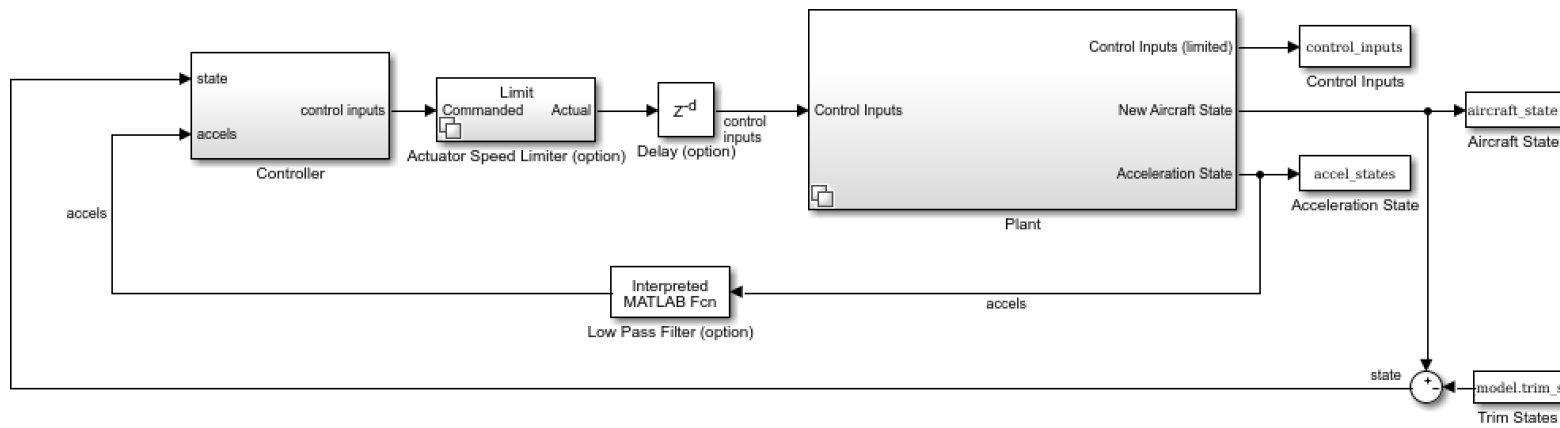 state
accels
control inputs
Controller
Limit
Commanded
Actual
Actuator Speed Limiter (option)
z-d
Delay (option)
control
inputs
Control Inputs
Control Inputs (limited)
New Aircraft State
Acceleration State
Plant
control_inputs
Control Inputs
aircraft_state
Aircraft State
accel_states
Acceleration State
accels
Interpreted
MATLAB Fcn
Low Pass Filter (option)
accels
state
+
−
model.trim_s
Trim States